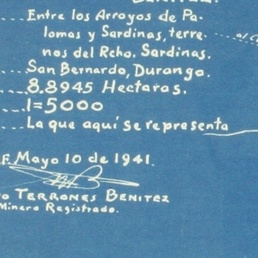 Entre los Arroyos de Pa-
lomas y Sardinas, terre-
nos del Rcho. Sardinas.
San Bernardo, Durango.
8.8945 Hectaras.
1=5000
La que aquí se representa
F. Mayo 10 de 1941.
TERRONES BENITEZ
Minero Registrado.